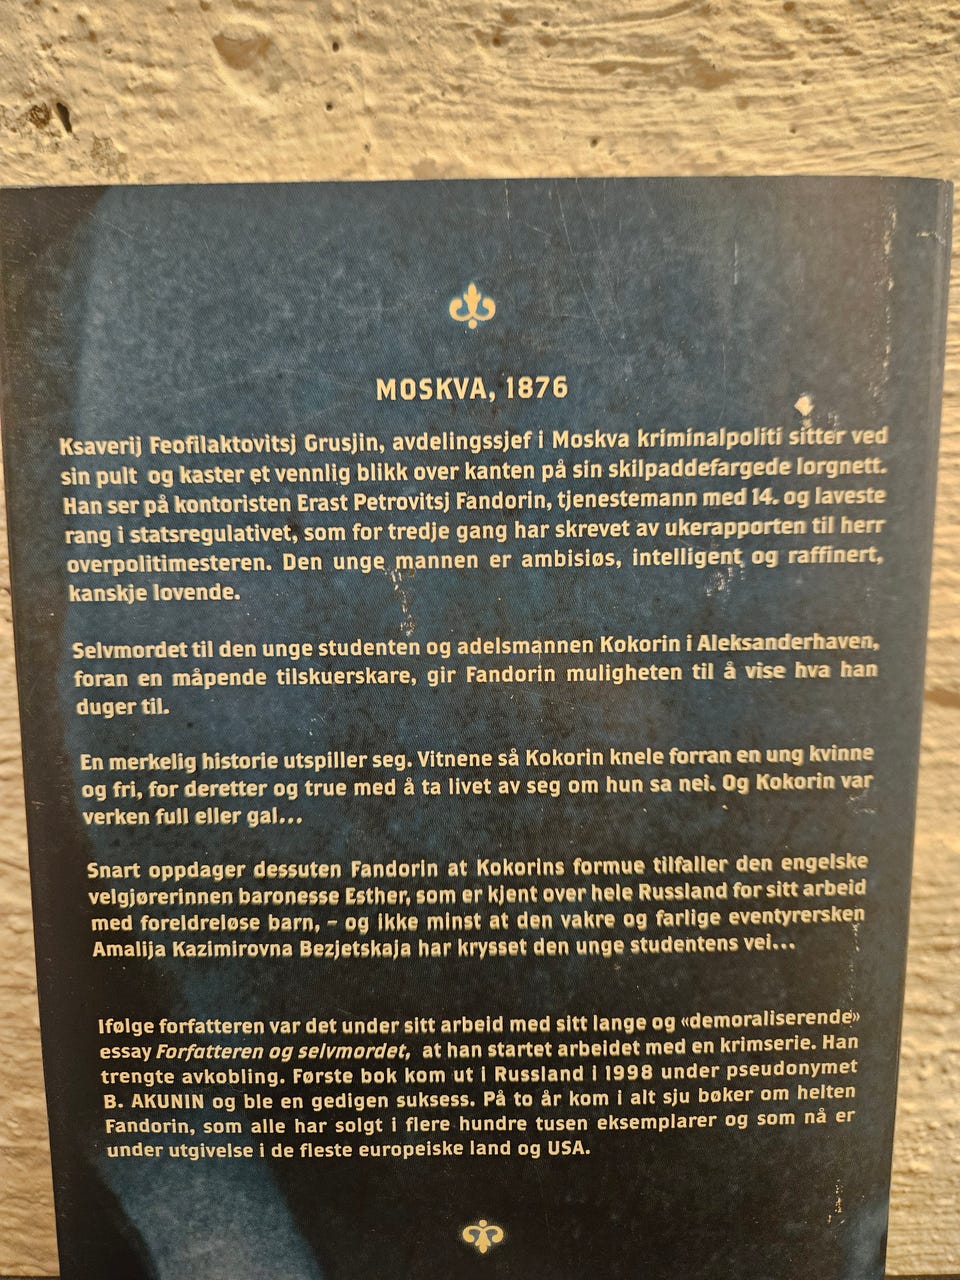 MOSKVA, 1876
Ksaverij Feofilaktovitsj Grusjin, avdelingssjef i Moskva kriminalpoliti sitter ved
sin pult og kaster et vennlig blikk over kanten på sin skilpaddefargede lorgnett.
Han ser på kontoristen Erast Petrovitsj Fandorin, tjenestemann med 14. og laveste
rang i statsregulativet, som for tredje gang har skrevet av ukerapporten til herr
overpolitimesteren. Den unge mannen er ambisiøs, intelligent og raffinert,
kanskje lovende.
Selvmordet til den unge studenten og adelsmannen Kokorin i Aleksanderhaven,
foran en måpende tilskuerskare, gir Fandorin muligheten til å vise hva han
duger til.
En merkelig historie utspiller seg. Vitnene så Kokorin knele forran en ung kvinne
og fri, for deretter og true med å ta livet av seg om hun sa nei. Og Kokorin var
verken full eller gal...
Snart oppdager dessuten Fandorin at Kokorins formue tilfaller den engelske
velgjørerinnen baronesse Esther, som er kjent over hele Russland for sitt arbeid
med foreldreløse barn, – og ikke minst at den vakre og farlige eventyrersken
Amalija Kazimirovna Bezjetskaja har krysset den unge studentens vei...
Ifølge forfatteren var det under sitt arbeid med sitt lange og «demoraliserende»
essay Forfatteren og selvmordet, at han startet arbeidet med en krimserie. Han
trengte avkobling. Første bok kom ut i Russland i 1998 under pseudonymet
B. AKUNIN og ble en gedigen suksess. På to år kom i alt sju bøker om helten
Fandorin, som alle har solgt i flere hundre tusen eksemplarer og som nå er
under utgivelse i de fleste europeiske land og USA.